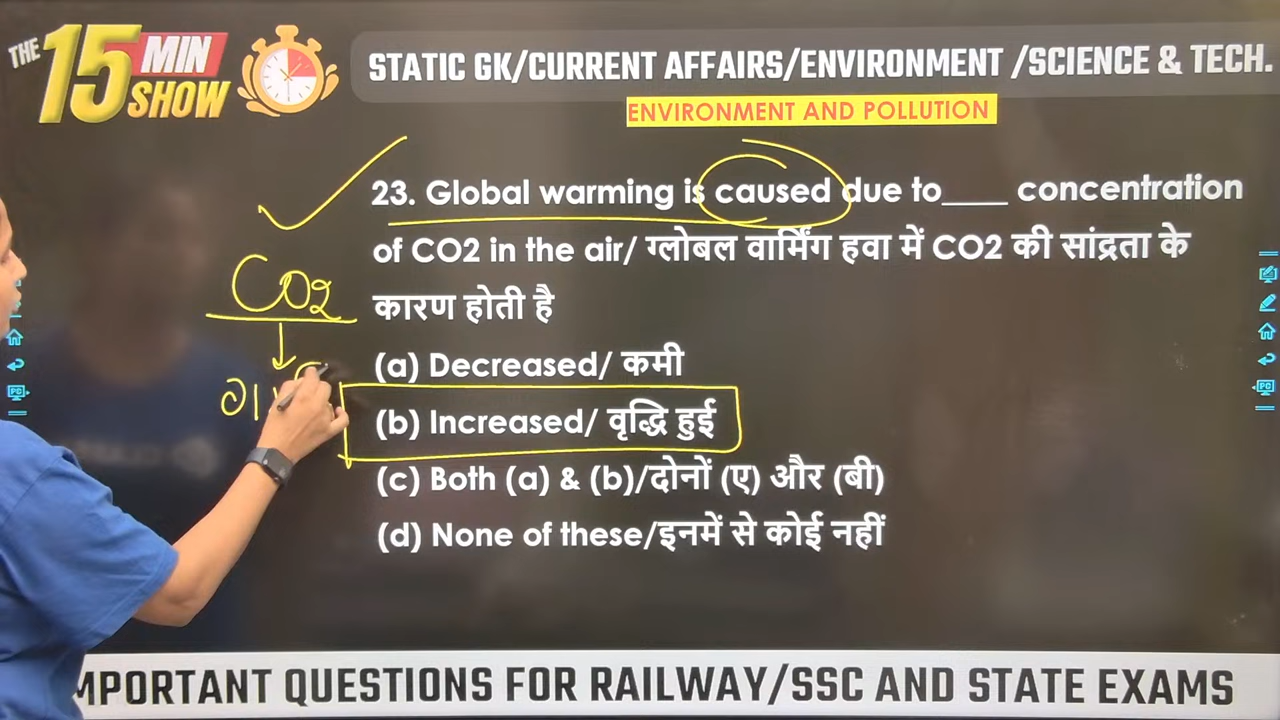 THE 15 MIN SHOW
STATIC GK/CURRENT AFFAIRS/ENVIRONMENT /SCIENCE & TECH.
ENVIRONMENT AND POLLUTION
23. Global warming is caused due to____ concentration
of CO2 in the air/ ग्लोबल वार्मिंग हवा में CO2 की सांद्रता के
कारण होती है
CO2
(a) Decreased/ कमी
(b) Increased/ वृद्धि हुई
(c) Both (a) & (b)/दोनों (ए) और (बी)
(d) None of these/इनमें से कोई नहीं
MPORTANT QUESTIONS FOR RAILWAY/SSC AND STATE EXAMS